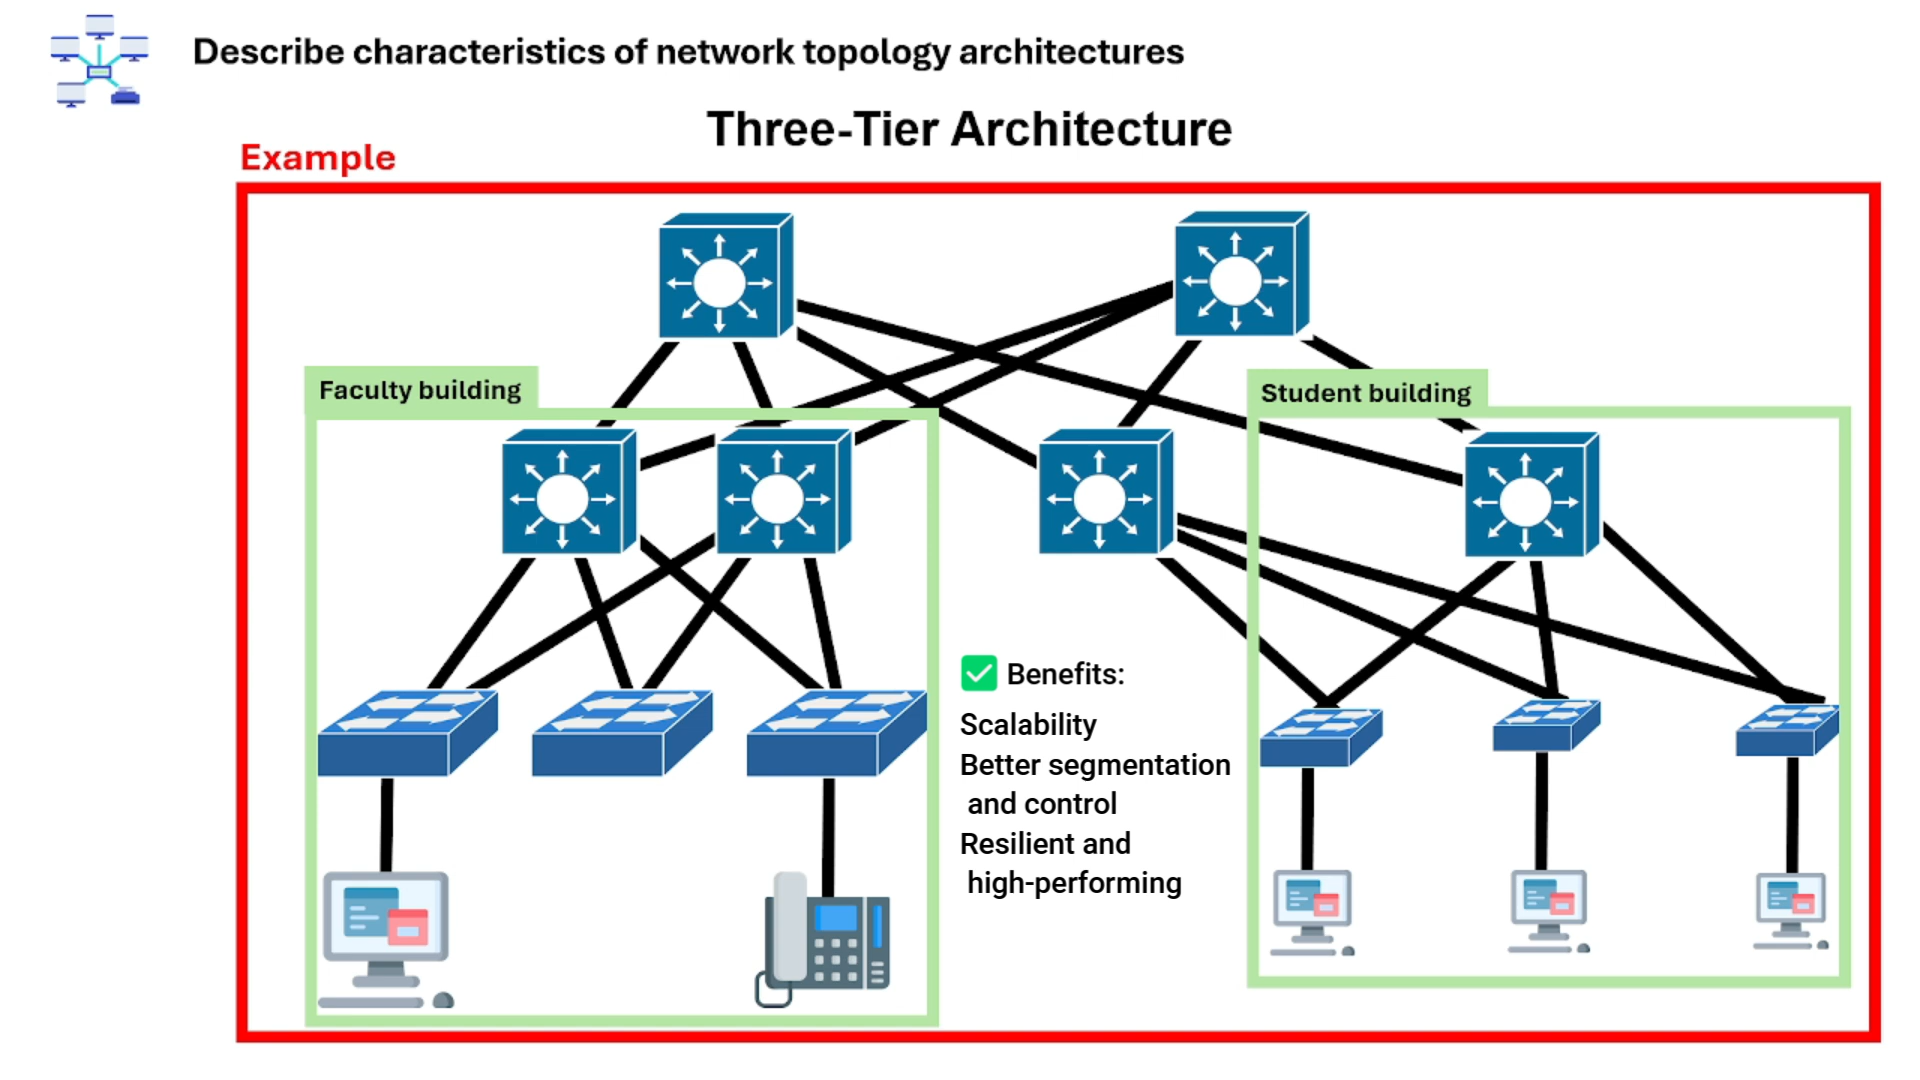 Describe characteristics of network topology architectures
Three-Tier Architecture
Example
Faculty building
Student building
Benefits:
Scalability
Better segmentation
and control
Resilient and
high-performing